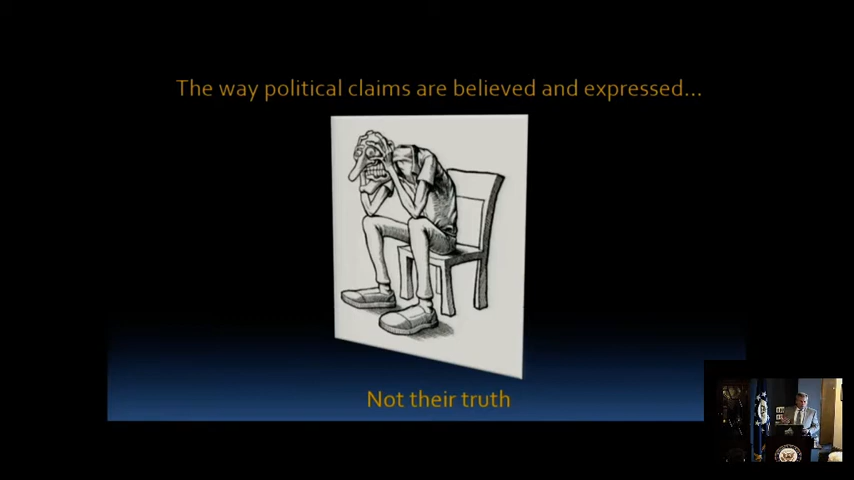 The way political claims are believed and expressed...
Not their truth